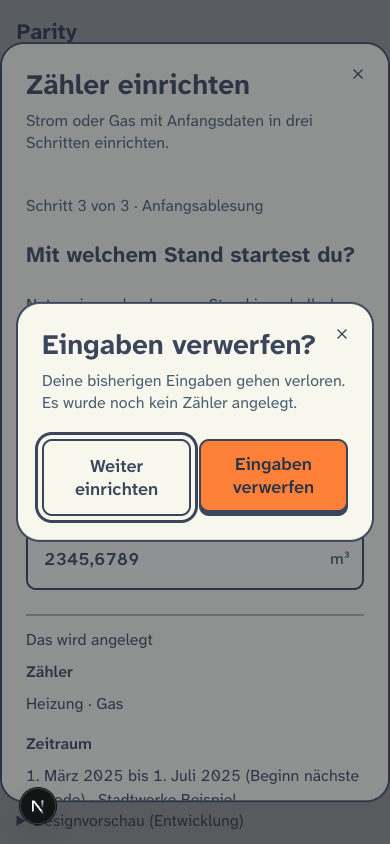 Parity
Zähler einrichten
×
Strom oder Gas mit Anfangsdaten in drei
Schritten einrichten.
Schritt 3 von 3 · Anfangsablesung
Mit welchem Stand startest du?
Eingaben verwerfen?
×
Deine bisherigen Eingaben gehen verloren.
Es wurde noch kein Zähler angelegt.
Weiter
einrichten
Eingaben
verwerfen
2345,6789
m³
Das wird angelegt
Zähler
Heizung · Gas
Zeitraum
1. März 2025 bis 1. Juli 2025 (Beginn nächste
Stadtwerke Beispiel
N
Designvorschau (Entwicklung)